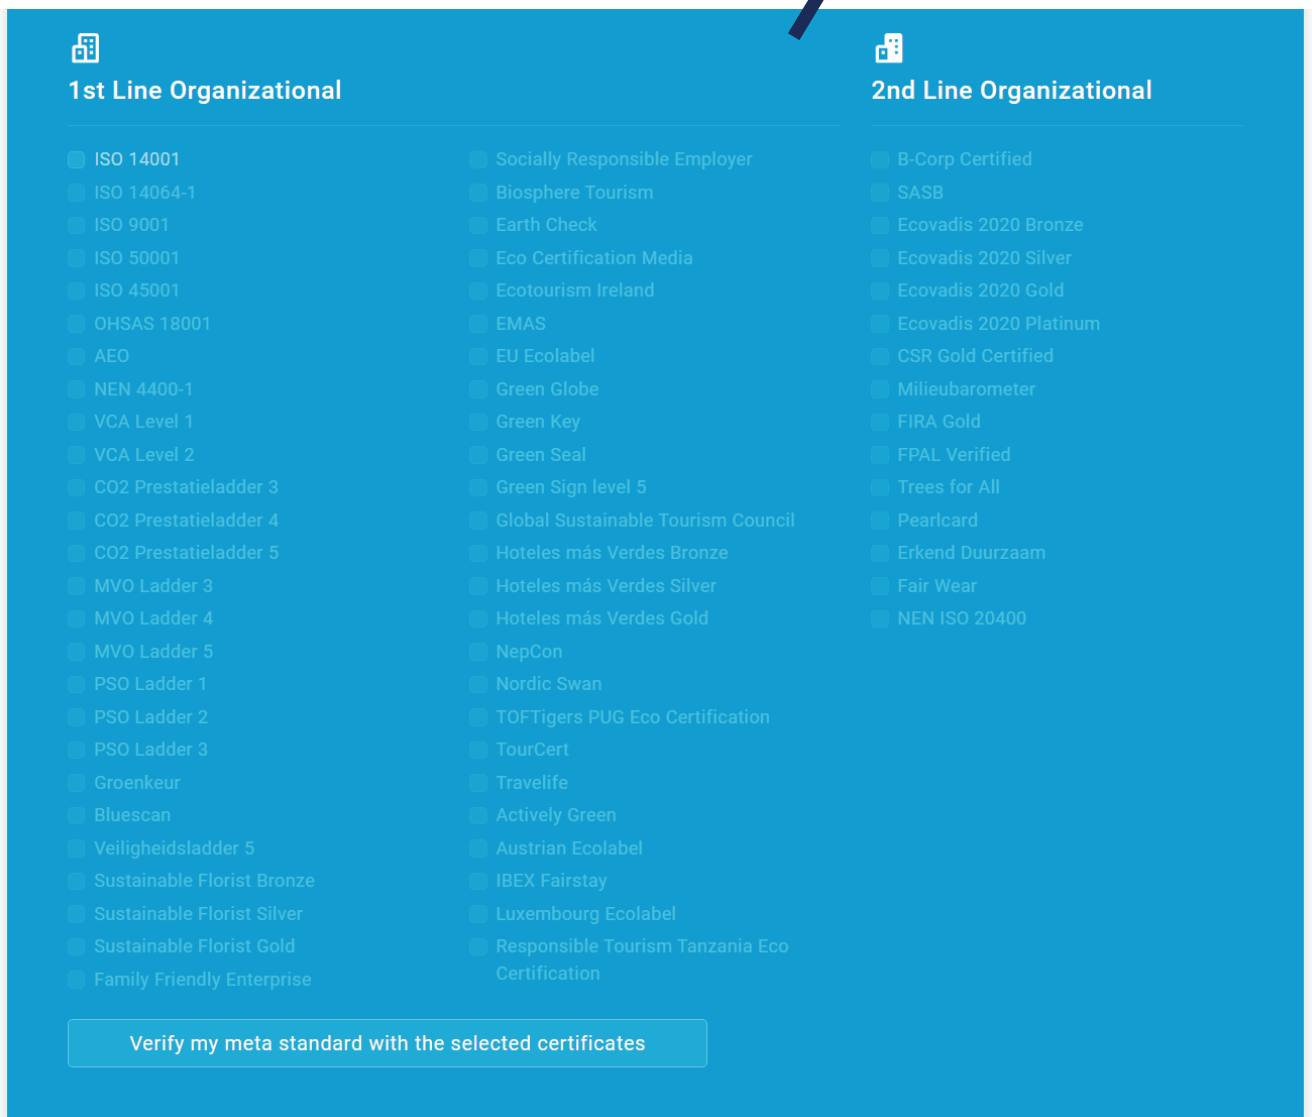 1st Line Organizational
ISO 14001
ISO 14064-1
ISO 9001
ISO 50001
ISO 45001
OHSAS 18001
AEO
NEN 4400-1
VCA Level 1
VCA Level 2
CO2 Prestatieladder 3
CO2 Prestatieladder 4
CO2 Prestatieladder 5
MVO Ladder 3
MVO Ladder 4
MVO Ladder 5
PSO Ladder 1
PSO Ladder 2
PSO Ladder 3
Groenkeur
Bluescan
Veiligheidsladder 5
Sustainable Florist Bronze
Sustainable Florist Silver
Sustainable Florist Gold
Family Friendly Enterprise
Socially Responsible Employer
Biosphere Tourism
Earth Check
Eco Certification Media
Ecotourism Ireland
EMAS
EU Ecolabel
Green Globe
Green Key
Green Seal
Green Sign level 5
Global Sustainable Tourism Council
Hoteles más Verdes Bronze
Hoteles más Verdes Silver
Hoteles más Verdes Gold
NepCon
Nordic Swan
TOFTigers PUG Eco Certification
TourCert
Travelife
Actively Green
Austrian Ecolabel
IBEX Fairstay
Luxembourg Ecolabel
Responsible Tourism Tanzania Eco
Certification
2nd Line Organizational
B-Corp Certified
SASB
Ecovadis 2020 Bronze
Ecovadis 2020 Silver
Ecovadis 2020 Gold
Ecovadis 2020 Platinum
CSR Gold Certified
Milieubarometer
FIRA Gold
FPAL Verified
Trees for All
Pearlcard
Erkend Duurzaam
Fair Wear
NEN ISO 20400
Verify my meta standard with the selected certificates